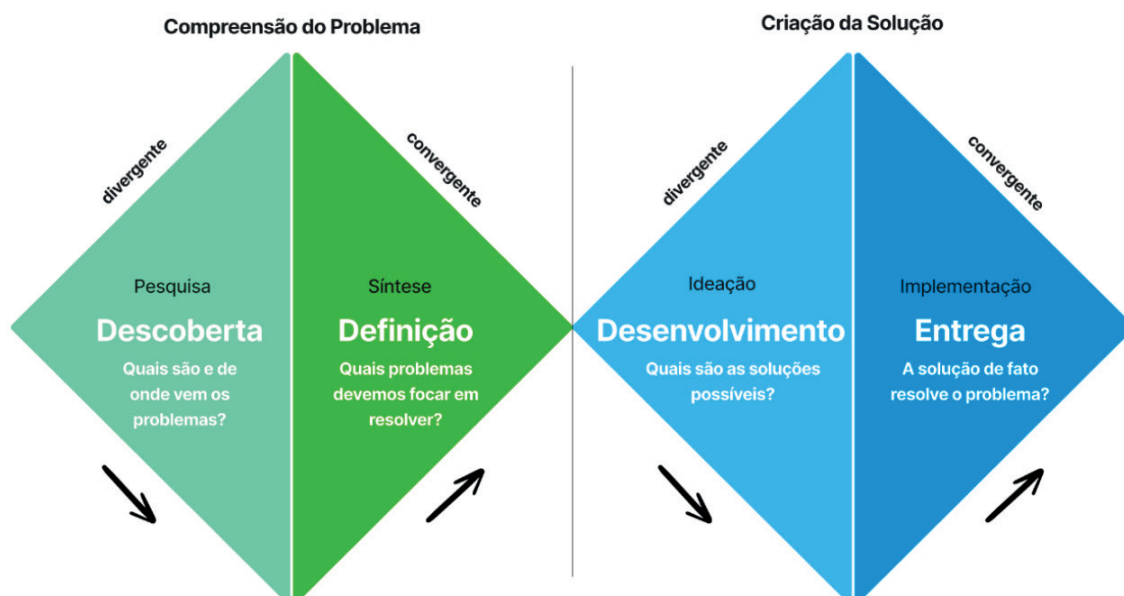 Compreensão do Problema
Criação da Solução
divergente
convergente
divergente
convergente
Pesquisa
Descoberta
Quais são e de
onde vem os
problemas?
Síntese
Definição
Quais problemas
devemos focar em
resolver?
Ideação
Desenvolvimento
Quais são as soluções
possíveis?
Implementação
Entrega
A solução de fato
resolve o problema?